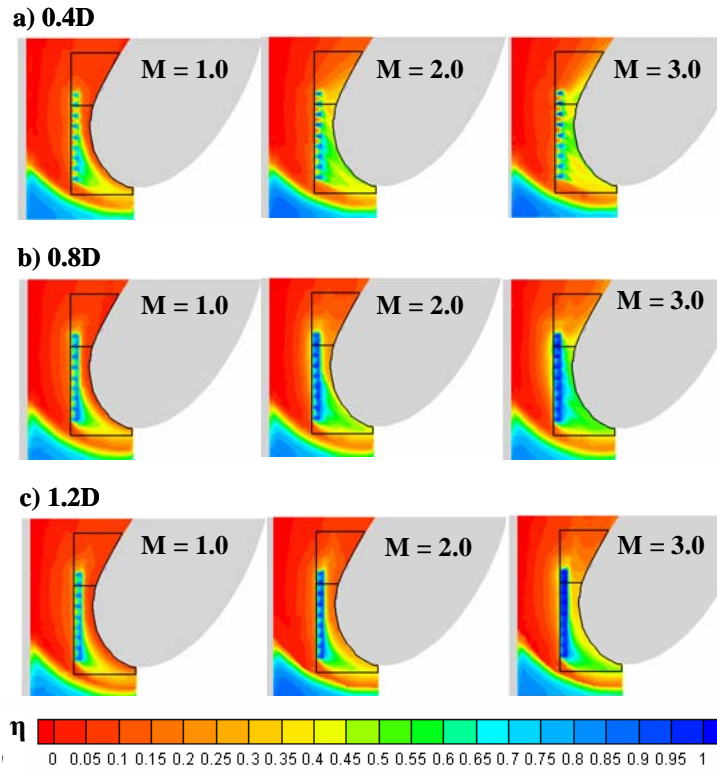 a) 0.4D
M = 1.0
M = 2.0
M = 3.0
b) 0.8D
M = 1.0
M = 2.0
M = 3.0
c) 1.2D
M = 1.0
M = 2.0
M = 3.0
η
0 0.05 0.1 0.15 0.2 0.25 0.3 0.35 0.4 0.45 0.5 0.55 0.6 0.65 0.7 0.75 0.8 0.85 0.9 0.95 1